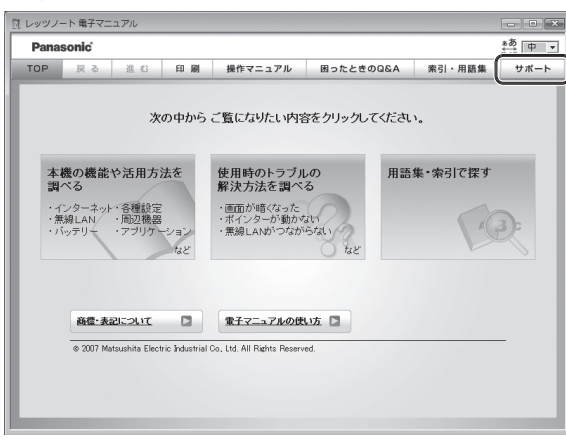 レッツノート 電子マニュアル
Panasonic
ああ 中
TOP 戻る 進む 印刷 操作マニュアル 困ったときのQ&A 索引・用語集 サポート
次の中から ご覧になりたい内容をクリックしてください。
本機の機能や活用方法を
調べる
・インターネット ・各種設定
・無線LAN ・周辺機器
・バッテリー ・アプリケーション
など
使用時のトラブルの
解決方法を調べる
・画面が暗くなった
・ポインターが動かない
・無線LANがつながらない
など
用語集・索引で探す
商標・表記について
電子マニュアルの使い方
© 2007 Matsushita Electric Industrial Co., Ltd. All Rights Reserved.